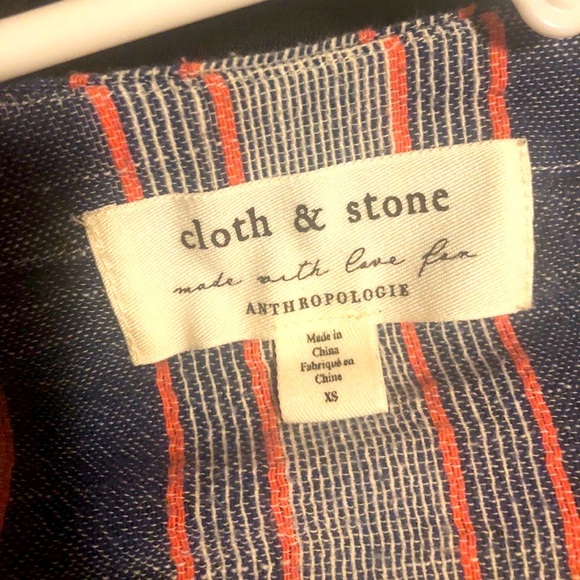 cloth & stone
made with love for
ANTHROPOLOGIE
Made in
China
Fabriqué en
Chine
XS